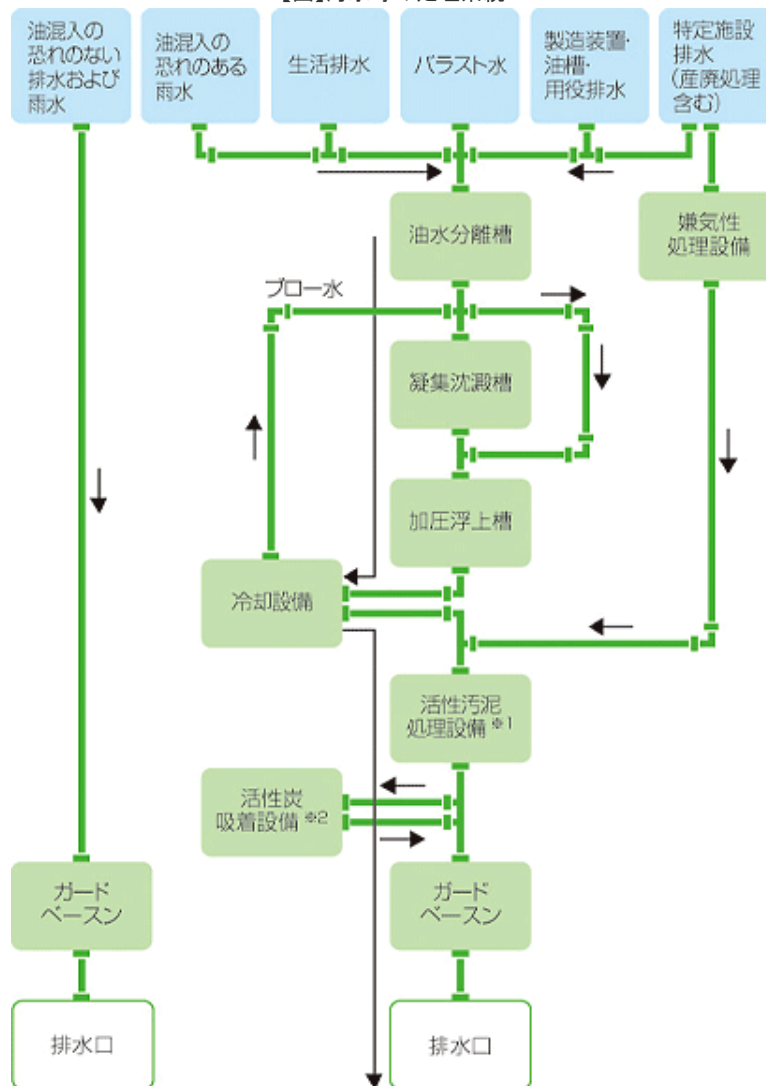 油混入の
恐れのない
排水および
雨水
油混入の
恐れのある
雨水
生活排水
バラスト水
製造装置・
油槽・
用役排水
特定施設
排水
(産廃処理
含む)
油水分離槽
嫌気性
処理設備
ブロー水
凝集沈澱槽
加圧浮上槽
冷却設備
活性汚泥
処理設備 ※1
活性炭
吸着設備 ※2
ガード
ベースン
ガード
ベースン
排水口
排水口